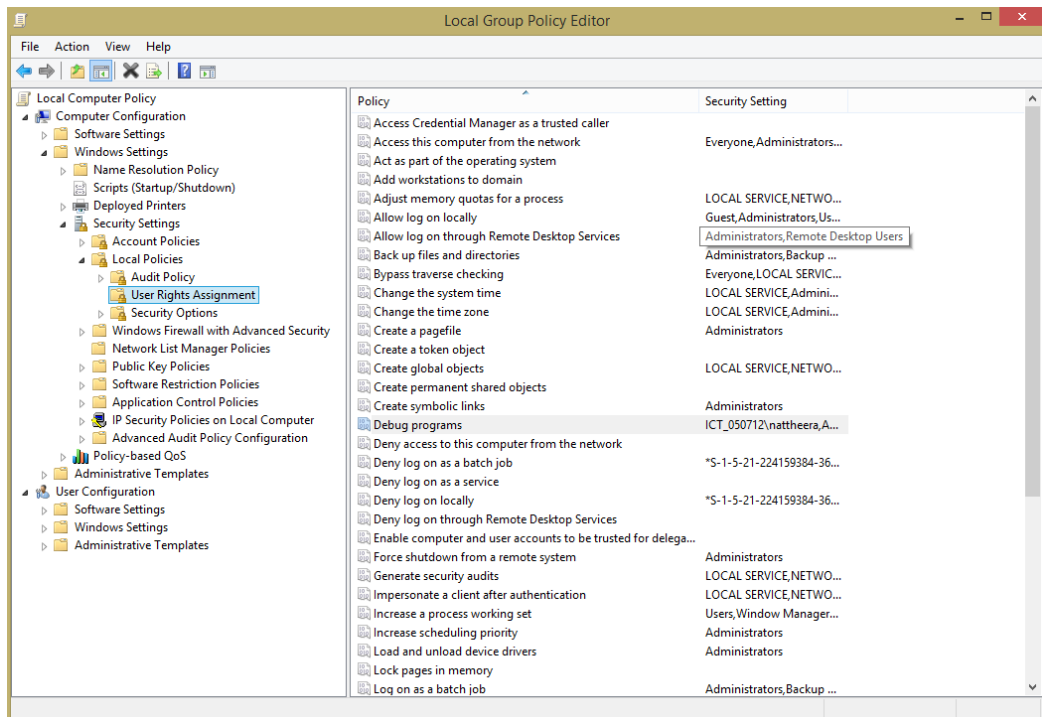 Local Group Policy Editor
File Action View Help
Local Computer Policy
Computer Configuration
Software Settings
Windows Settings
Name Resolution Policy
Scripts (Startup/Shutdown)
Deployed Printers
Security Settings
Account Policies
Local Policies
Audit Policy
User Rights Assignment
Security Options
Windows Firewall with Advanced Security
Network List Manager Policies
Public Key Policies
Software Restriction Policies
Application Control Policies
IP Security Policies on Local Computer
Advanced Audit Policy Configuration
Policy-based QoS
Administrative Templates
User Configuration
Software Settings
Windows Settings
Administrative Templates
Policy Security Setting
Access Credential Manager as a trusted caller
Access this computer from the network Everyone,Administrators...
Act as part of the operating system
Add workstations to domain
Adjust memory quotas for a process LOCAL SERVICE,NETWO...
Allow log on locally Guest,Administrators,Us...
Allow log on through Remote Desktop Services Administrators,Remote Desktop Users
Back up files and directories Administrators,Backup ...
Bypass traverse checking Everyone,LOCAL SERVIC...
Change the system time LOCAL SERVICE,Admini...
Change the time zone LOCAL SERVICE,Admini...
Create a pagefile Administrators
Create a token object
Create global objects LOCAL SERVICE,NETWO...
Create permanent shared objects
Create symbolic links Administrators
Debug programs ICT_050712\nattheera,A...
Deny access to this computer from the network
Deny log on as a batch job *S-1-5-21-224159384-36...
Deny log on as a service
Deny log on locally *S-1-5-21-224159384-36...
Deny log on through Remote Desktop Services
Enable computer and user accounts to be trusted for delega...
Force shutdown from a remote system Administrators
Generate security audits LOCAL SERVICE,NETWO...
Impersonate a client after authentication LOCAL SERVICE,NETWO...
Increase a process working set Users,Window Manager...
Increase scheduling priority Administrators
Load and unload device drivers Administrators
Lock pages in memory
Log on as a batch job Administrators,Backup ...